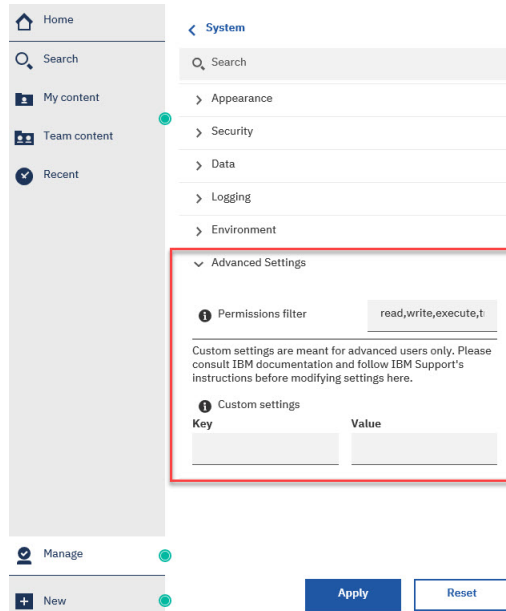 Home
Search
My content
Team content
Recent
Manage
New
System
Search
Appearance
Security
Data
Logging
Environment
Advanced Settings
Permissions filter read,write,execute,t
Custom settings are meant for advanced users only. Please
consult IBM documentation and follow IBM Support's
instructions before modifying settings here.
Custom settings
Key Value
Apply Reset